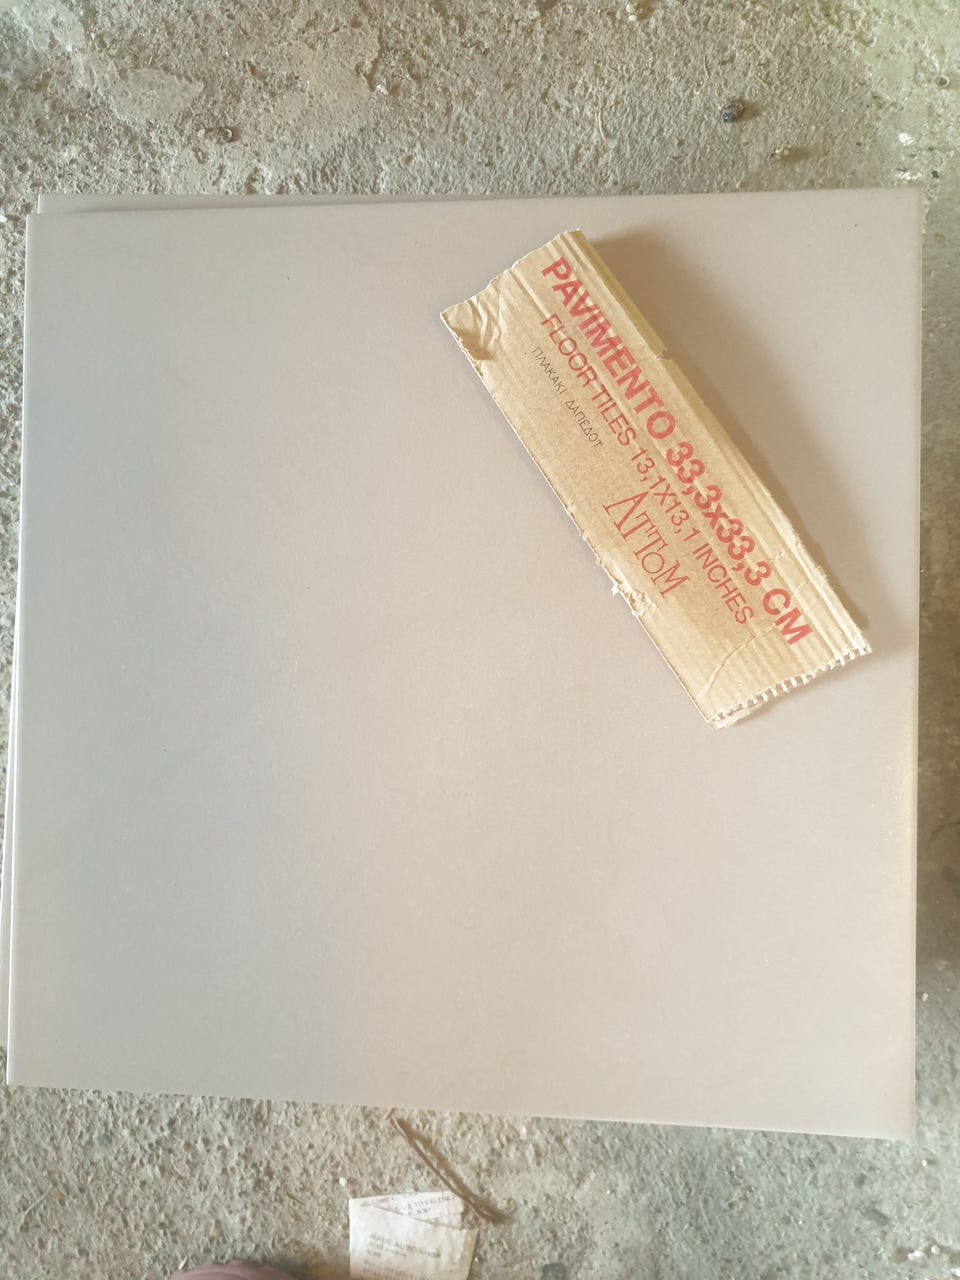 PAVIMENTO 33,3x33,3 CM
FLOOR TILES 13,1X13,1 INCHES
ΠΛΑΚΑΚΙ ΔΑΠΕΔΟΥ
ATTOM